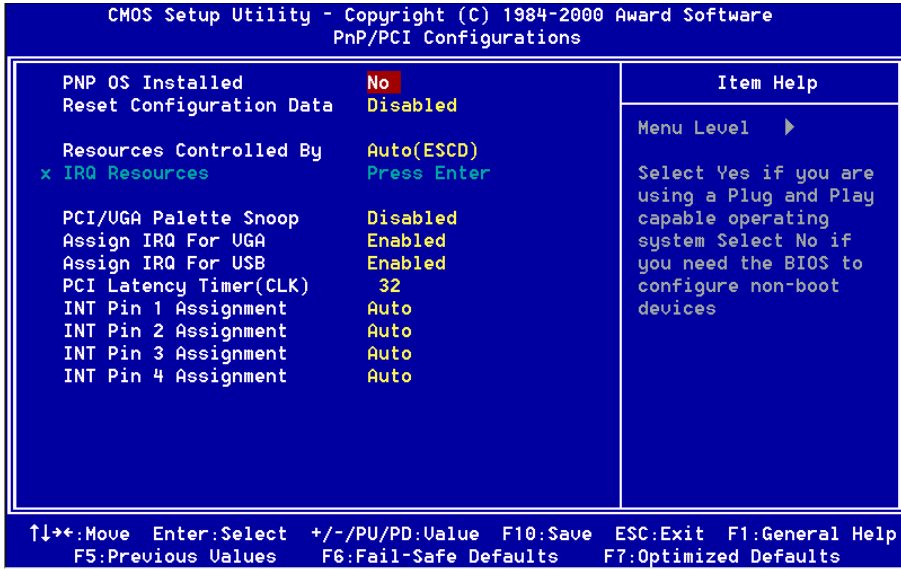 CMOS Setup Utility - Copyright (C) 1984-2000 Award Software
PnP/PCI Configurations
PNP OS Installed No
Reset Configuration Data Disabled
Resources Controlled By Auto(ESCD)
x IRQ Resources Press Enter
PCI/VGA Palette Snoop Disabled
Assign IRQ For VGA Enabled
Assign IRQ For USB Enabled
PCI Latency Timer(CLK) 32
INT Pin 1 Assignment Auto
INT Pin 2 Assignment Auto
INT Pin 3 Assignment Auto
INT Pin 4 Assignment Auto
Item Help
Menu Level ▶
Select Yes if you are
using a Plug and Play
capable operating
system Select No if
you need the BIOS to
configure non-boot
devices
↑↓→←:Move Enter:Select +/-/PU/PD:Value F10:Save ESC:Exit F1:General Help
F5:Previous Values F6:Fail-Safe Defaults F7:Optimized Defaults